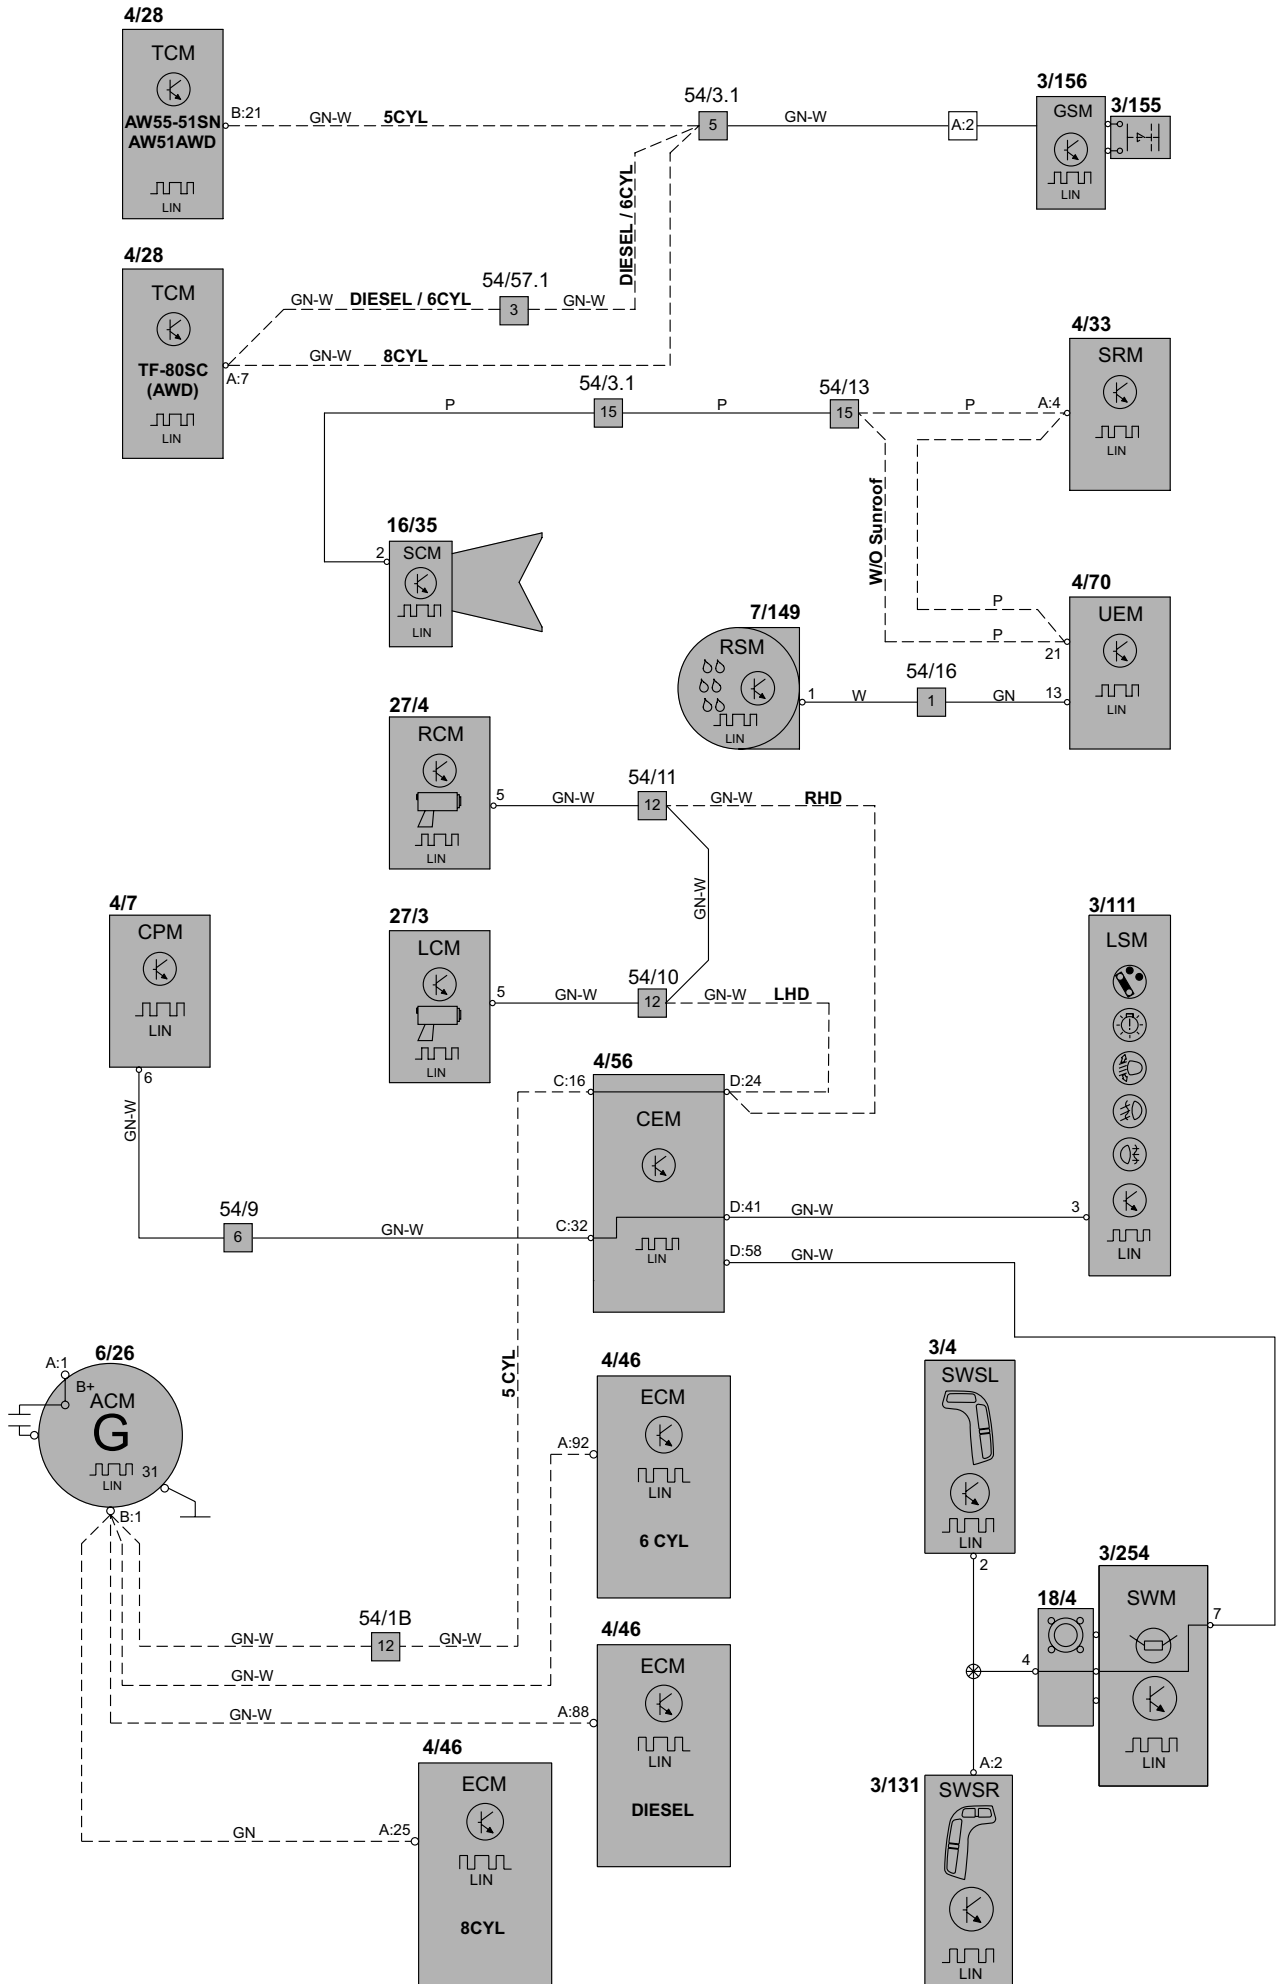 4/28
TCM
AW55-51SN
AW51AWD
LIN
B:21
GN-W
5CYL
54/3.1
5
GN-W
A:2
3/156
GSM
LIN
3/155
DIESEL / 6CYL
4/28
TCM
TF-80SC
(AWD)
LIN
A:7
GN-W
DIESEL / 6CYL
54/57.1
3
GN-W
GN-W
8CYL
P
54/3.1
15
P
54/13
15
P
A:4
4/33
SRM
LIN
W/O Sunroof
16/35
2
SCM
LIN
P
P
21
4/70
UEM
LIN
13
7/149
RSM
LIN
1
W
54/16
1
GN
27/4
RCM
LIN
5
GN-W
54/11
12
GN-W
RHD
GN-W
27/3
LCM
LIN
5
GN-W
54/10
12
GN-W
LHD
4/7
CPM
LIN
6
GN-W
54/9
6
GN-W
4/56
C:16
D:24
CEM
C:32
LIN
D:41
GN-W
D:58
GN-W
3
3/111
LSM
LIN
5 CYL
6/26
A:1
B+
ACM
G
LIN
31
B:1
4/46
ECM
A:92
LIN
6 CYL
GN-W
54/1B
12
GN-W
GN-W
GN-W
A:88
4/46
ECM
LIN
DIESEL
GN
A:25
4/46
ECM
LIN
8CYL
3/4
SWSL
LIN
2
18/4
4
3/254
SWM
LIN
7
A:2
3/131
SWSR
LIN